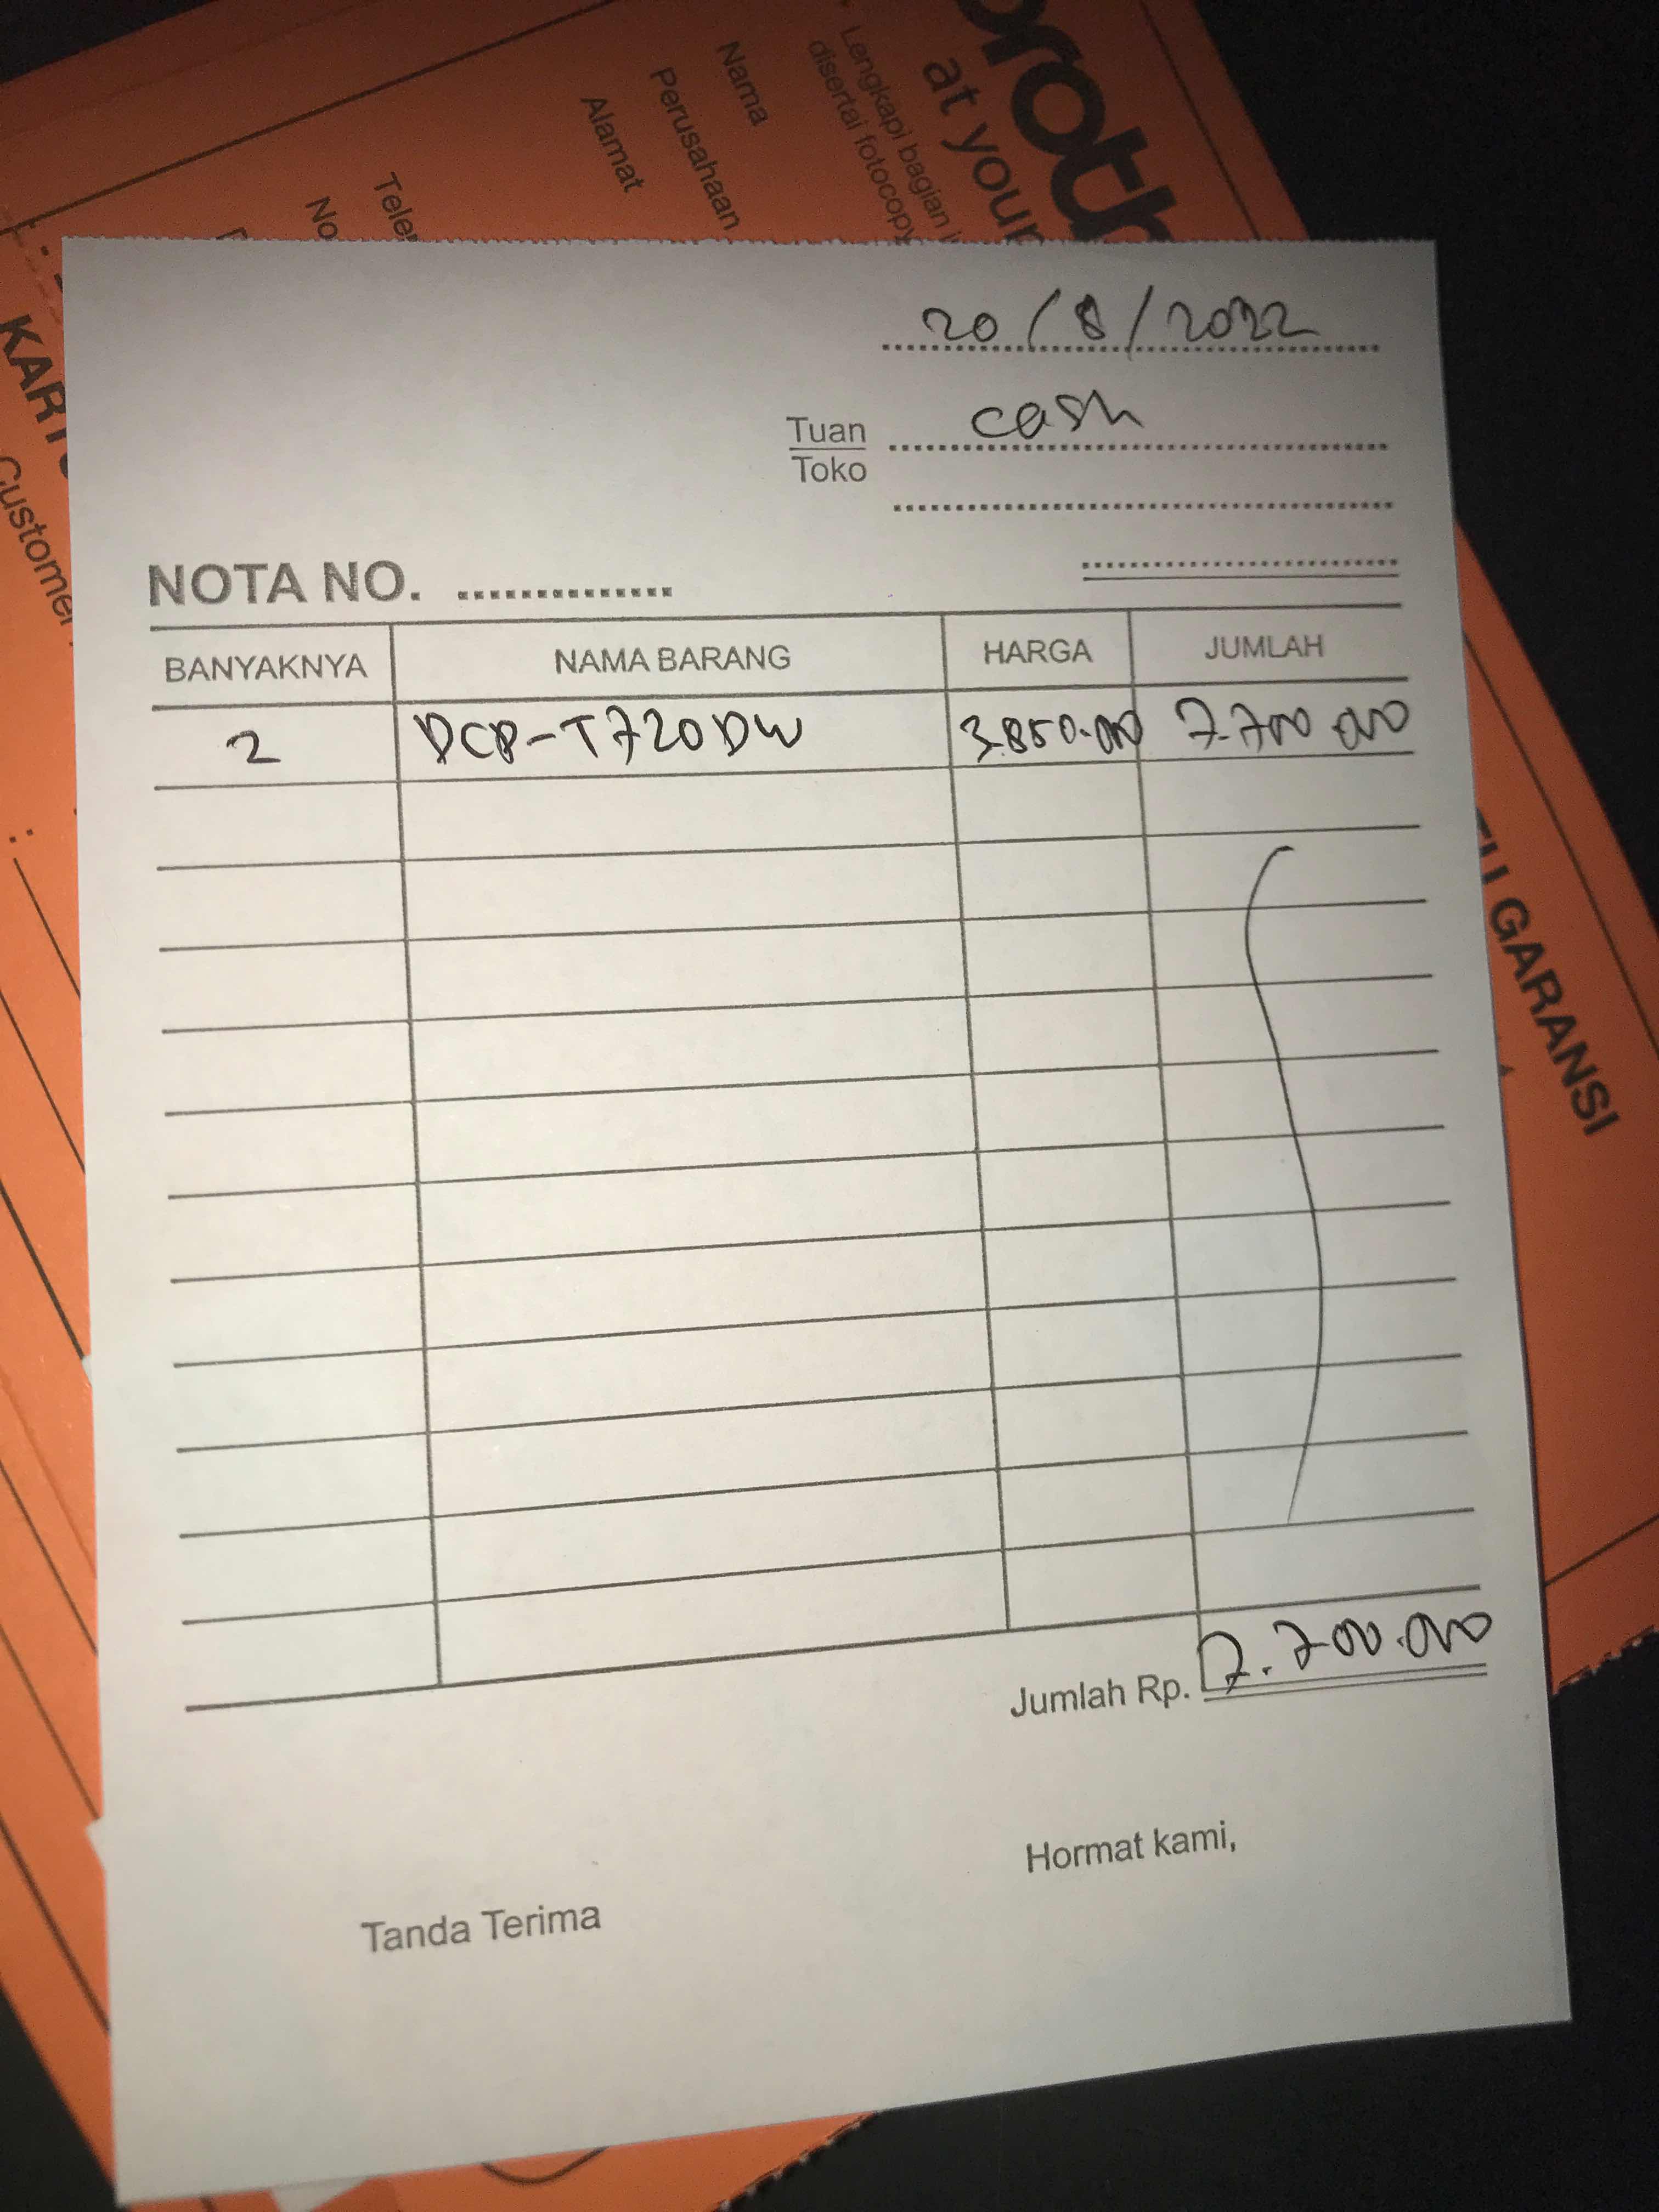 broth
at your
Lengkapi bagian i
disertai fotocopy
Nama
Perusahaan
Alamat
No
KART
Customer
TU GARANSI
20/8/2022
Tuan cash
Toko
NOTA NO. ...............
BANYAKNYA NAMA BARANG HARGA JUMLAH
2 DCP-T720DW 3.850.000 7.700.000
Jumlah Rp. 7.700.000
Hormat kami,
Tanda Terima